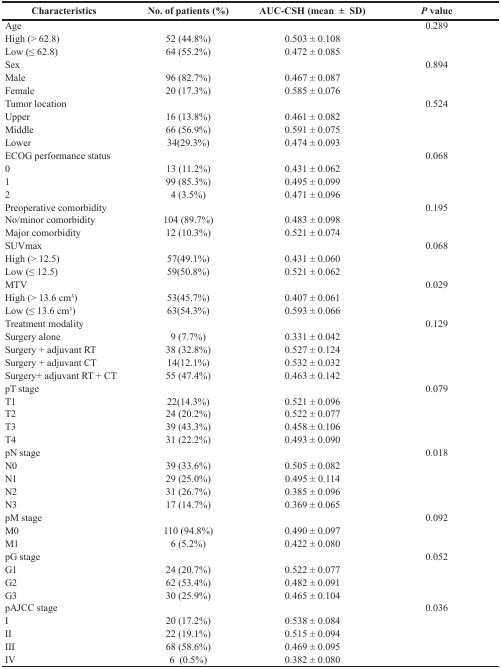 Characteristics No. of patients (%) AUC-CSH (mean ± SD) P value
Age 0.289
High (> 62.8) 52 (44.8%) 0.503 ± 0.108
Low (≤ 62.8) 64 (55.2%) 0.472 ± 0.085
Sex 0.894
Male 96 (82.7%) 0.467 ± 0.087
Female 20 (17.3%) 0.585 ± 0.076
Tumor location 0.524
Upper 16 (13.8%) 0.461 ± 0.082
Middle 66 (56.9%) 0.591 ± 0.075
Lower 34(29.3%) 0.474 ± 0.093
ECOG performance status 0.068
0 13 (11.2%) 0.431 ± 0.062
1 99 (85.3%) 0.495 ± 0.099
2 4 (3.5%) 0.471 ± 0.096
Preoperative comorbidity 0.195
No/minor comorbidity 104 (89.7%) 0.483 ± 0.098
Major comorbidity 12 (10.3%) 0.521 ± 0.074
SUVmax 0.068
High (> 12.5) 57(49.1%) 0.431 ± 0.060
Low (≤ 12.5) 59(50.8%) 0.521 ± 0.062
MTV 0.029
High (> 13.6 cm³) 53(45.7%) 0.407 ± 0.061
Low (≤ 13.6 cm³) 63(54.3%) 0.593 ± 0.066
Treatment modality 0.129
Surgery alone 9 (7.7%) 0.331 ± 0.042
Surgery + adjuvant RT 38 (32.8%) 0.527 ± 0.124
Surgery + adjuvant CT 14(12.1%) 0.532 ± 0.032
Surgery+ adjuvant RT + CT 55 (47.4%) 0.463 ± 0.142
pT stage 0.079
T1 22(14.3%) 0.521 ± 0.096
T2 24 (20.2%) 0.522 ± 0.077
T3 39 (43.3%) 0.458 ± 0.106
T4 31 (22.2%) 0.493 ± 0.090
pN stage 0.018
N0 39 (33.6%) 0.505 ± 0.082
N1 29 (25.0%) 0.495 ± 0.114
N2 31 (26.7%) 0.385 ± 0.096
N3 17 (14.7%) 0.369 ± 0.065
pM stage 0.092
M0 110 (94.8%) 0.490 ± 0.097
M1 6 (5.2%) 0.422 ± 0.080
pG stage 0.052
G1 24 (20.7%) 0.522 ± 0.077
G2 62 (53.4%) 0.482 ± 0.091
G3 30 (25.9%) 0.465 ± 0.104
pAJCC stage 0.036
I 20 (17.2%) 0.538 ± 0.084
II 22 (19.1%) 0.515 ± 0.094
III 68 (58.6%) 0.469 ± 0.095
IV 6 (0.5%) 0.382 ± 0.080